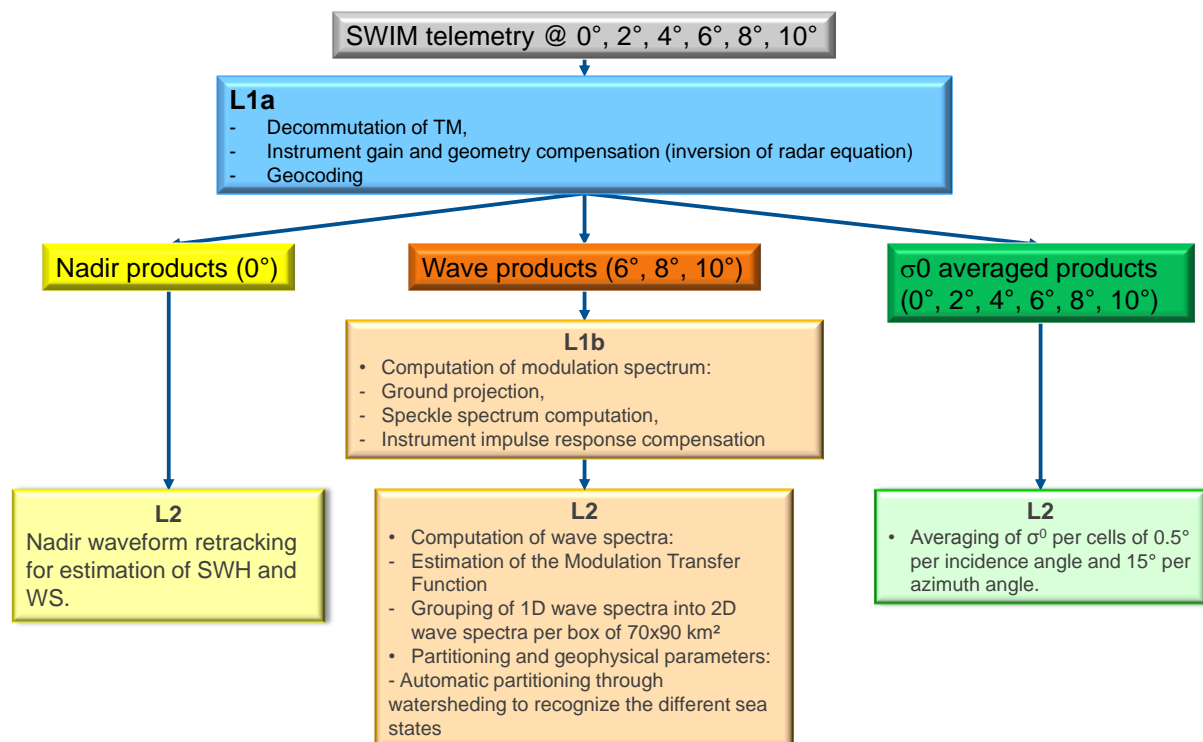 SWIM telemetry @ 0°, 2°, 4°, 6°, 8°, 10°
L1a
- Decommutation of TM,
- Instrument gain and geometry compensation (inversion of radar equation)
- Geocoding
Nadir products (0°)
Wave products (6°, 8°, 10°)
σ0 averaged products
(0°, 2°, 4°, 6°, 8°, 10°)
L1b
• Computation of modulation spectrum:
- Ground projection,
- Speckle spectrum computation,
- Instrument impulse response compensation
L2
Nadir waveform retracking
for estimation of SWH and
WS.
L2
• Computation of wave spectra:
- Estimation of the Modulation Transfer
Function
- Grouping of 1D wave spectra into 2D
wave spectra per box of 70x90 km²
• Partitioning and geophysical parameters:
- Automatic partitioning through
watersheding to recognize the different sea
states
L2
• Averaging of σ⁰ per cells of 0.5°
per incidence angle and 15° per
azimuth angle.